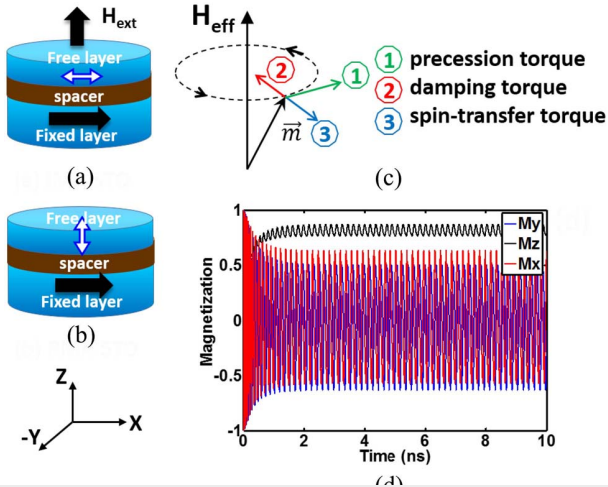 H_ext
Free layer
spacer
Fixed layer
(a)
Free layer
spacer
Fixed layer
(b)
Z
X
-Y
H_eff
2
1
3
m
1 precession torque
2 damping torque
3 spin-transfer torque
(c)
Magnetization
1
0.5
0
-0.5
-1
My
Mz
Mx
0 2 4 6 8 10
Time (ns)
(d)